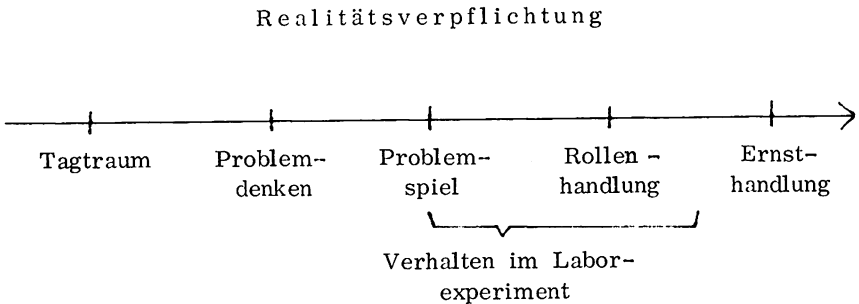 Realitätsverpflichtung
Tagtraum Problem- Problem- Rollen - Ernst-
denken spiel handlung handlung
Verhalten im Labor-
experiment